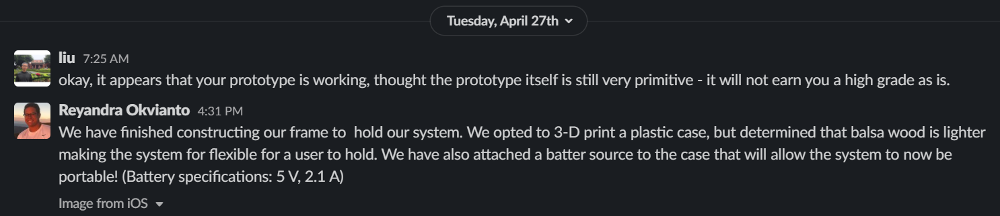 Tuesday, April 27th
liu 7:25 AM
okay, it appears that your prototype is working, thought the prototype itself is still very primitive - it will not earn you a high grade as is.
Reyandra Okvianto 4:31 PM
We have finished constructing our frame to  hold our system. We opted to 3-D print a plastic case, but determined that balsa wood is lighter
making the system for flexible for a user to hold. We have also attached a batter source to the case that will allow the system to now be
portable! (Battery specifications: 5 V, 2.1 A)
Image from iOS